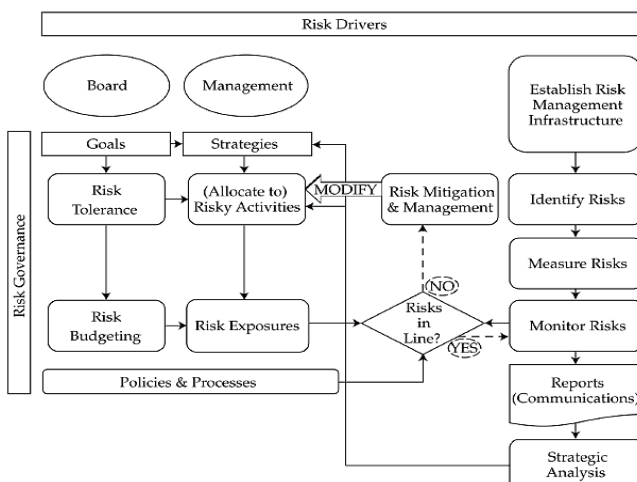 Risk Drivers
Board
Management
Establish Risk
Management
Infrastructure
Risk Governance
Goals
Strategies
Risk
Tolerance
(Allocate to)
Risky Activities
MODIFY
Risk Mitigation
& Management
Identify Risks
Measure Risks
NO
Risk
Budgeting
Risk Exposures
Risks
in
Line?
YES
Monitor Risks
Policies & Processes
Reports
(Communications)
Strategic
Analysis